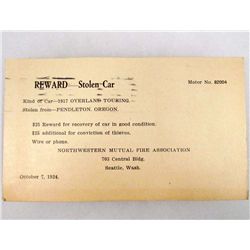 REWARD—Stolen Car
Motor No. 82004
Kind of Car—1917 OVERLAND TOURING.
Stolen from—PENDLETON, OREGON.
$25 Reward for recovery of car in good condition.
$25 additional for conviction of thieves.
Wire or phone.
NORTHWESTERN MUTUAL FIRE ASSOCIATION
703 Central Bldg.
Seattle, Wash.
October 7, 1924.